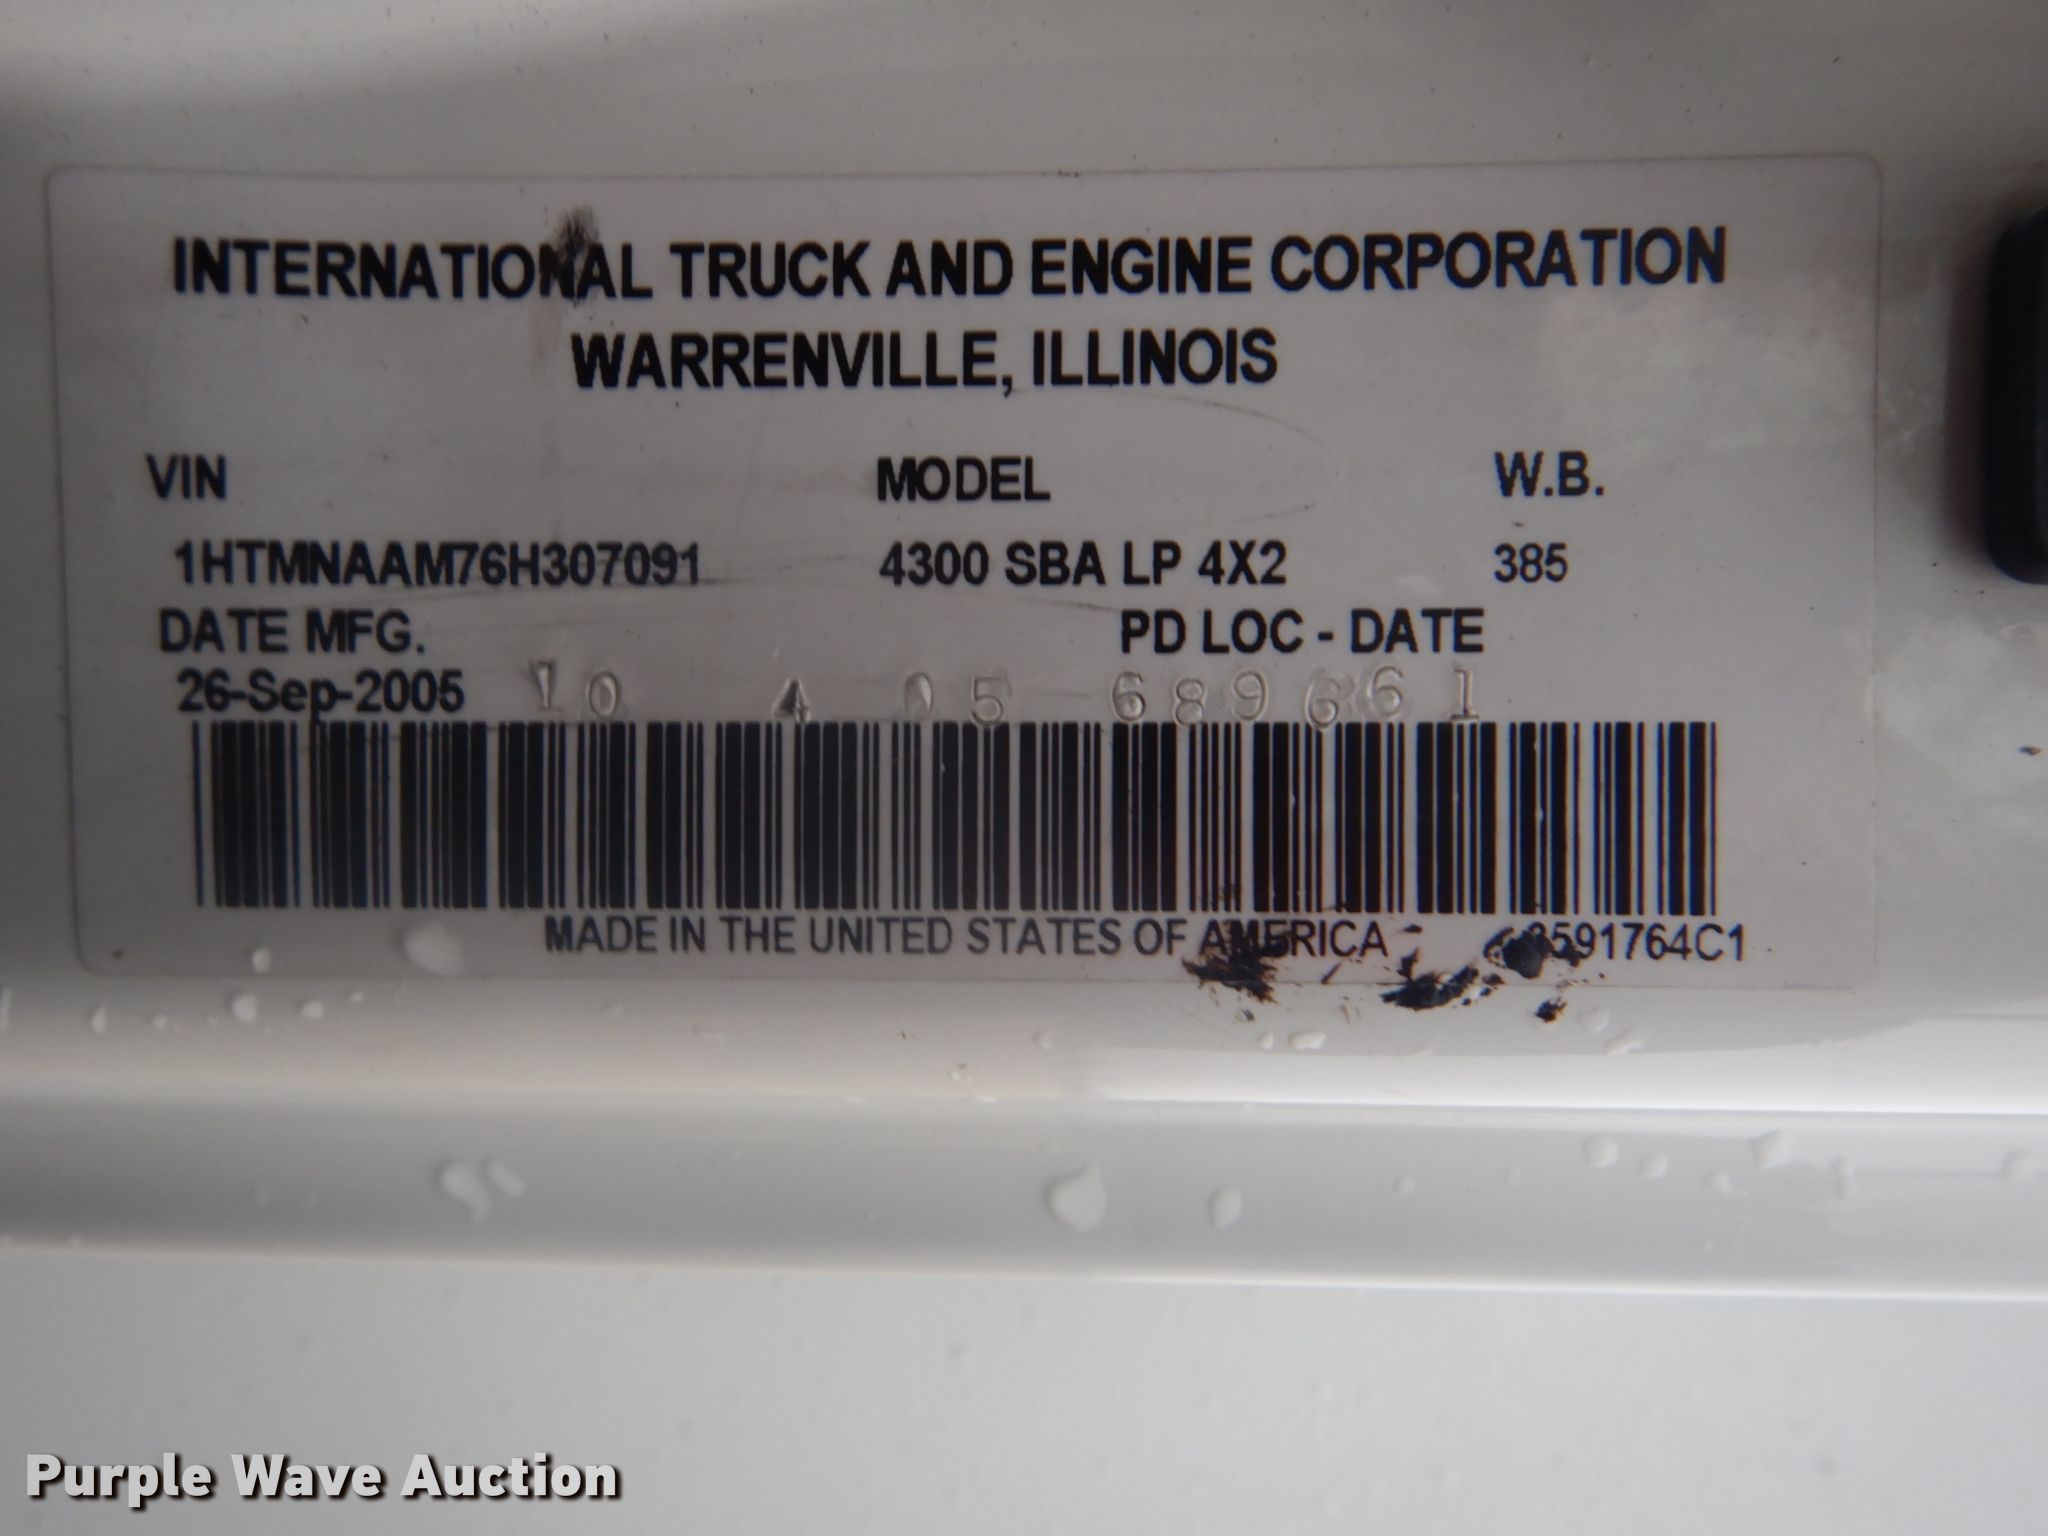 INTERNATIONAL TRUCK AND ENGINE CORPORATION
WARRENVILLE, ILLINOIS
VIN MODEL W.B.
1HTMNAAM76H307091 4300 SBA LP 4X2 385
DATE MFG. PD LOC - DATE
26-Sep-2005 10 4 05 689661
MADE IN THE UNITED STATES OF AMERICA 3591764C1
Purple Wave Auction